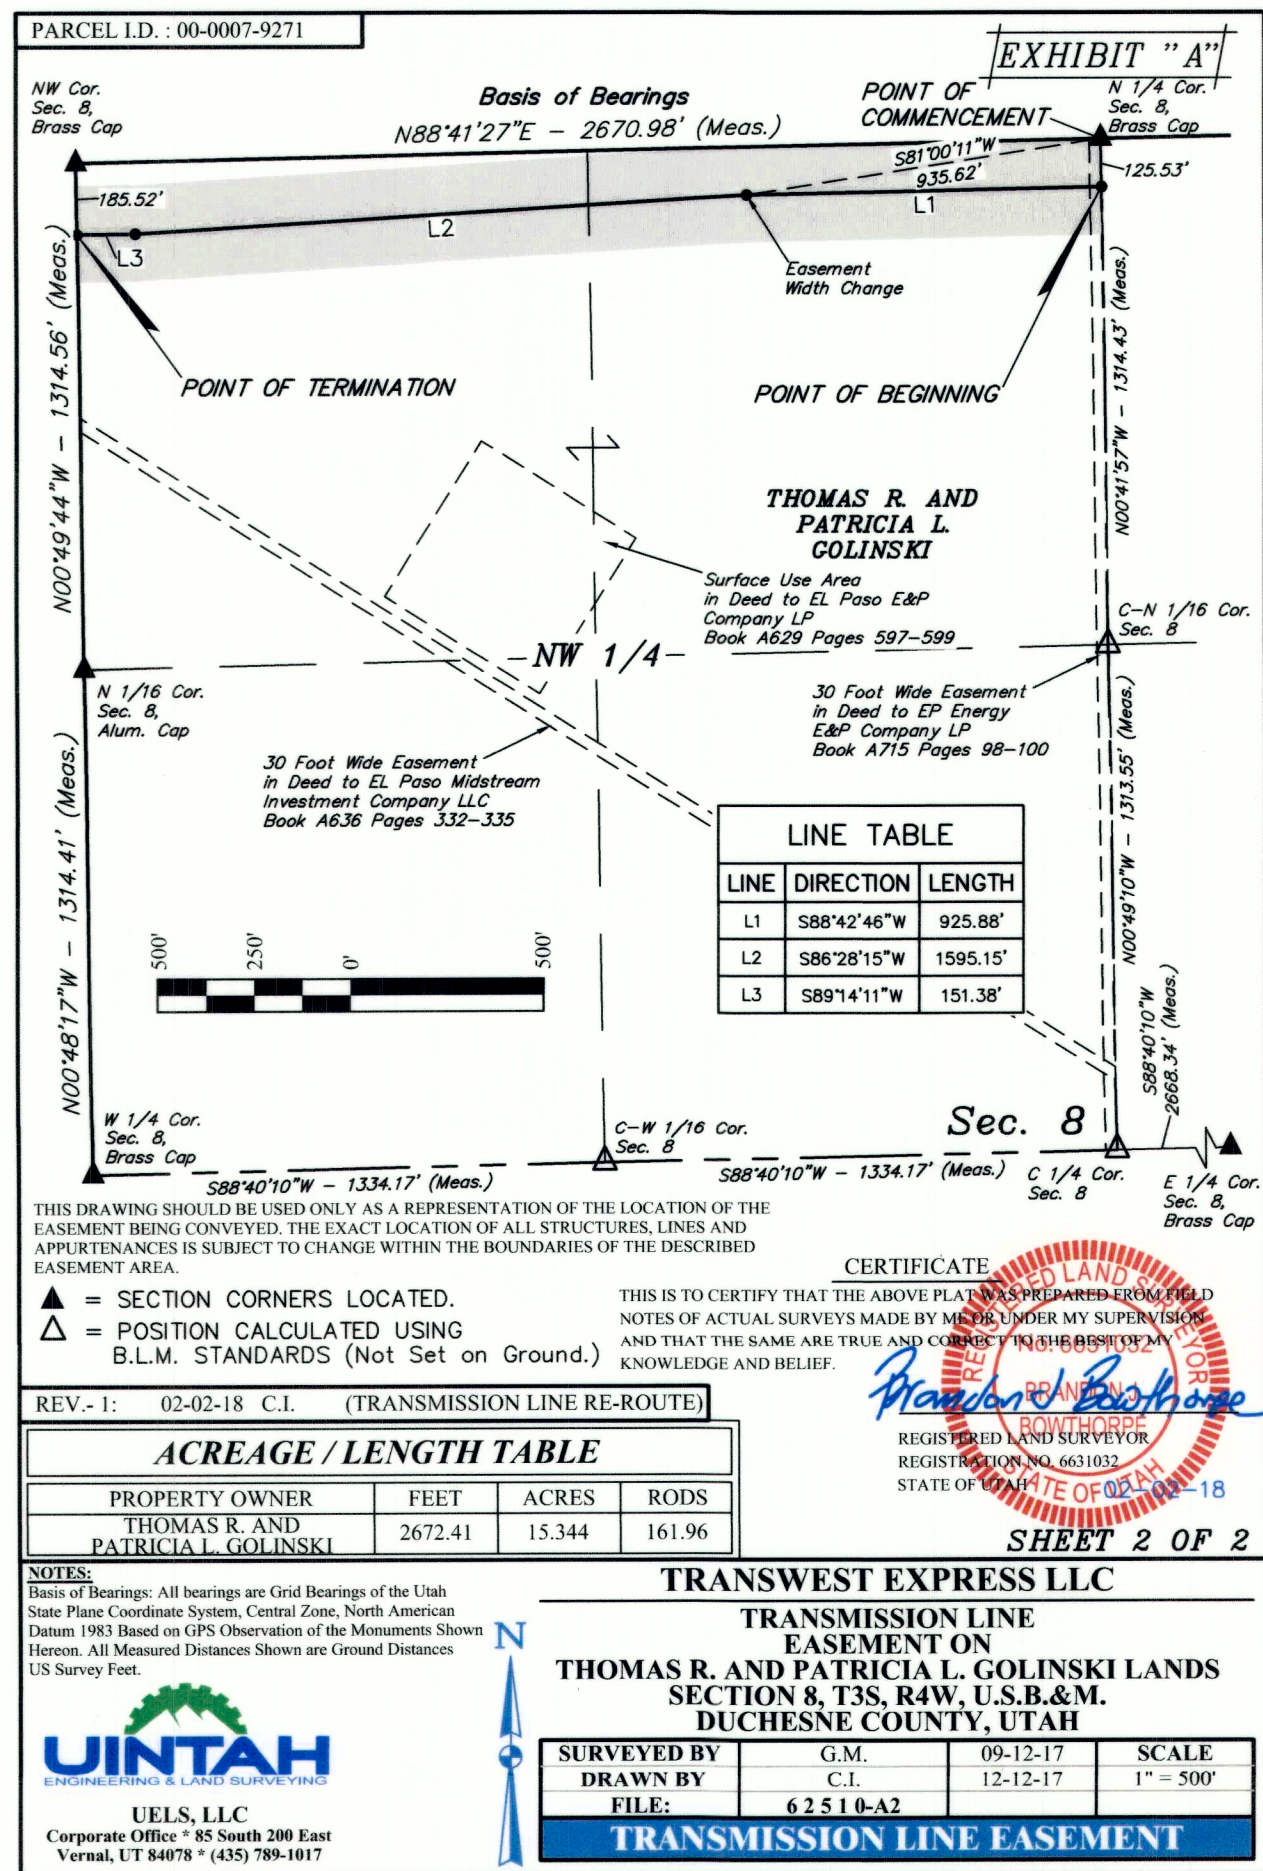 PARCEL I.D. : 00-0007-9271
EXHIBIT "A"
NW Cor.
Sec. 8,
Brass Cap
Basis of Bearings
N88°41'27"E - 2670.98' (Meas.)
POINT OF
COMMENCEMENT
N 1/4 Cor.
Sec. 8,
Brass Cap
S81°00'11"W
935.62'
125.53'
185.52'
L1
L2
L3
Easement
Width Change
N00°49'44"W - 1314.56' (Meas.)
N00°41'57"W - 1314.43' (Meas.)
POINT OF TERMINATION
POINT OF BEGINNING
THOMAS R. AND
PATRICIA L.
GOLINSKI
Surface Use Area
in Deed to EL Paso E&P
Company LP
Book A629 Pages 597-599
C-N 1/16 Cor.
Sec. 8
NW 1/4
N 1/16 Cor.
Sec. 8,
Alum. Cap
30 Foot Wide Easement
in Deed to EP Energy
E&P Company LP
Book A715 Pages 98-100
30 Foot Wide Easement
in Deed to EL Paso Midstream
Investment Company LLC
Book A636 Pages 332-335
N00°48'17"W - 1314.41' (Meas.)
N00°49'10"W - 1313.55' (Meas.)
LINE TABLE
LINE DIRECTION LENGTH
L1 S88°42'46"W 925.88'
L2 S86°28'15"W 1595.15'
L3 S89°14'11"W 151.38'
500' 250' 0' 500'
S88°40'10"W
2668.34' (Meas.)
W 1/4 Cor.
Sec. 8,
Brass Cap
C-W 1/16 Cor.
Sec. 8
Sec. 8
S88°40'10"W - 1334.17' (Meas.)
S88°40'10"W - 1334.17' (Meas.)
C 1/4 Cor.
Sec. 8
E 1/4 Cor.
Sec. 8,
Brass Cap
THIS DRAWING SHOULD BE USED ONLY AS A REPRESENTATION OF THE LOCATION OF THE
EASEMENT BEING CONVEYED. THE EXACT LOCATION OF ALL STRUCTURES, LINES AND
APPURTENANCES IS SUBJECT TO CHANGE WITHIN THE BOUNDARIES OF THE DESCRIBED
EASEMENT AREA.
= SECTION CORNERS LOCATED.
= POSITION CALCULATED USING
B.L.M. STANDARDS (Not Set on Ground.)
CERTIFICATE
THIS IS TO CERTIFY THAT THE ABOVE PLAT WAS PREPARED FROM FIELD
NOTES OF ACTUAL SURVEYS MADE BY ME OR UNDER MY SUPERVISION
AND THAT THE SAME ARE TRUE AND CORRECT TO THE BEST OF MY
KNOWLEDGE AND BELIEF.
REGISTERED LAND SURVEYOR
No. 6631032
BRANDON J.
BOWTHORPE
STATE OF UTAH
Brandon J Bowthorpe
REGISTERED LAND SURVEYOR
REGISTRATION NO. 6631032
STATE OF UTAH
02-02-18
REV.- 1: 02-02-18 C.I. (TRANSMISSION LINE RE-ROUTE)
ACREAGE / LENGTH TABLE
PROPERTY OWNER FEET ACRES RODS
THOMAS R. AND
PATRICIA L. GOLINSKI 2672.41 15.344 161.96
SHEET 2 OF 2
NOTES:
Basis of Bearings: All bearings are Grid Bearings of the Utah
State Plane Coordinate System, Central Zone, North American
Datum 1983 Based on GPS Observation of the Monuments Shown
Hereon. All Measured Distances Shown are Ground Distances
US Survey Feet.
N
UINTAH
ENGINEERING & LAND SURVEYING
UELS, LLC
Corporate Office * 85 South 200 East
Vernal, UT 84078 * (435) 789-1017
TRANSWEST EXPRESS LLC
TRANSMISSION LINE
EASEMENT ON
THOMAS R. AND PATRICIA L. GOLINSKI LANDS
SECTION 8, T3S, R4W, U.S.B.&M.
DUCHESNE COUNTY, UTAH
SURVEYED BY G.M. 09-12-17 SCALE
DRAWN BY C.I. 12-12-17 1" = 500'
FILE: 6 2 5 1 0-A2
TRANSMISSION LINE EASEMENT